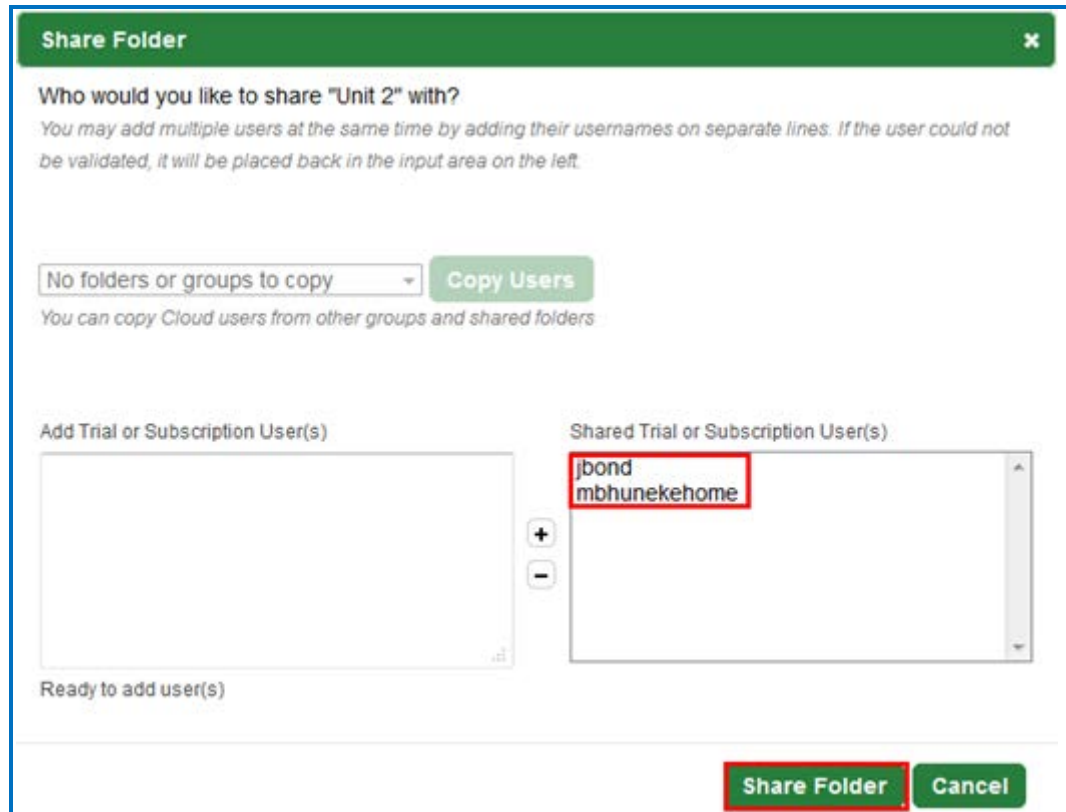 Share Folder
Who would you like to share "Unit 2" with?
You may add multiple users at the same time by adding their usernames on separate lines. If the user could not
be validated, it will be placed back in the input area on the left.
No folders or groups to copy
Copy Users
You can copy Cloud users from other groups and shared folders
Add Trial or Subscription User(s)
Shared Trial or Subscription User(s)
jbond
mbhunekehome
+
−
Ready to add user(s)
Share Folder
Cancel